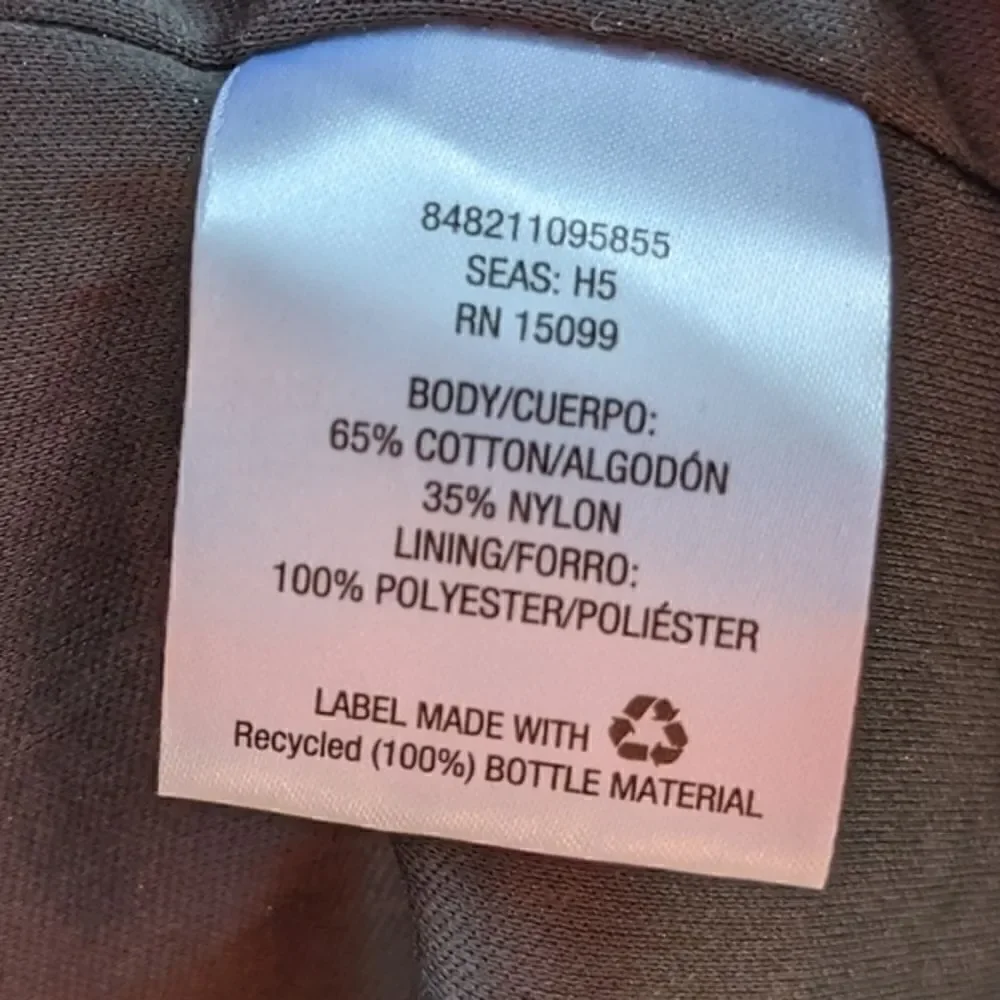 848211095855
SEAS: H5
RN 15099
BODY/CUERPO:
65% COTTON/ALGODÓN
35% NYLON
LINING/FORRO:
100% POLYESTER/POLIÉSTER
LABEL MADE WITH
Recycled (100%) BOTTLE MATERIAL